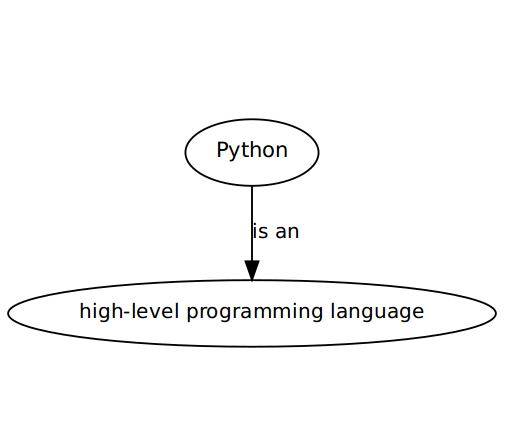 Python
is an
high-level programming language